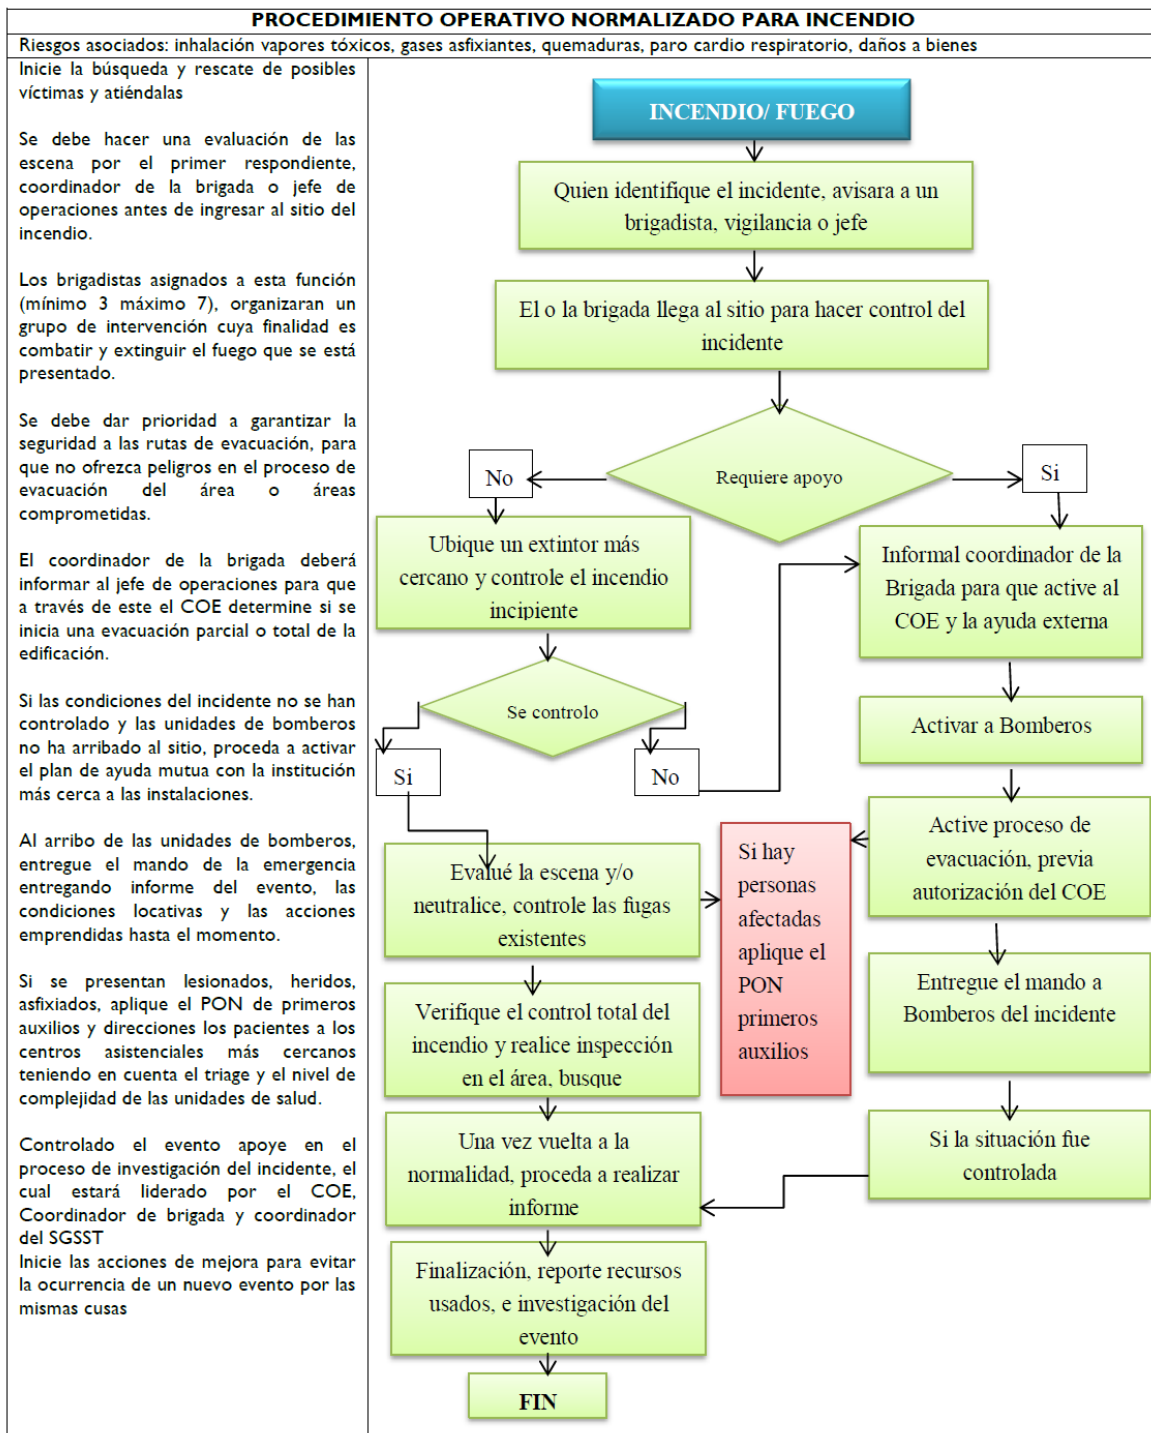 PROCEDIMIENTO OPERATIVO NORMALIZADO PARA INCENDIO
Riesgos asociados: inhalación vapores tóxicos, gases asfixiantes, quemaduras, paro cardio respiratorio, daños a bienes
Inicie la búsqueda y rescate de posibles
víctimas y atiéndalas
Se debe hacer una evaluación de las
escena por el primer respondiente,
coordinador de la brigada o jefe de
operaciones antes de ingresar al sitio del
incendio.
Los brigadistas asignados a esta función
(mínimo 3 máximo 7), organizaran un
grupo de intervención cuya finalidad es
combatir y extinguir el fuego que se está
presentado.
Se debe dar prioridad a garantizar la
seguridad a las rutas de evacuación, para
que no ofrezca peligros en el proceso de
evacuación del área o áreas
comprometidas.
El coordinador de la brigada deberá
informar al jefe de operaciones para que
a través de este el COE determine si se
inicia una evacuación parcial o total de la
edificación.
Si las condiciones del incidente no se han
controlado y las unidades de bomberos
no ha arribado al sitio, proceda a activar
el plan de ayuda mutua con la institución
más cerca a las instalaciones.
Al arribo de las unidades de bomberos,
entregue el mando de la emergencia
entregando informe del evento, las
condiciones locativas y las acciones
emprendidas hasta el momento.
Si se presentan lesionados, heridos,
asfixiados, aplique el PON de primeros
auxilios y direcciones los pacientes a los
centros asistenciales más cercanos
teniendo en cuenta el triage y el nivel de
complejidad de las unidades de salud.
Controlado el evento apoye en el
proceso de investigación del incidente, el
cual estará liderado por el COE,
Coordinador de brigada y coordinador
del SGSST
Inicie las acciones de mejora para evitar
la ocurrencia de un nuevo evento por las
mismas cusas
INCENDIO/ FUEGO
Quien identifique el incidente, avisara a un
brigadista, vigilancia o jefe
El o la brigada llega al sitio para hacer control del
incidente
Requiere apoyo
No
Si
Ubique un extintor más
cercano y controle el incendio
incipiente
Informal coordinador de la
Brigada para que active al
COE y la ayuda externa
Se controlo
Si
No
Activar a Bomberos
Evalué la escena y/o
neutralice, controle las fugas
existentes
Si hay
personas
afectadas
aplique el
PON
primeros
auxilios
Active proceso de
evacuación, previa
autorización del COE
Verifique el control total del
incendio y realice inspección
en el área, busque
Entregue el mando a
Bomberos del incidente
Una vez vuelta a la
normalidad, proceda a realizar
informe
Si la situación fue
controlada
Finalización, reporte recursos
usados, e investigación del
evento
FIN